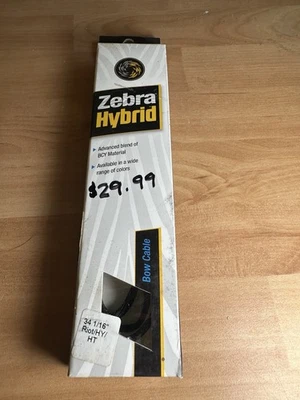 Zebra
Hybrid
Advanced blend of
BCY Material
Available in a wide
range of colors
$29.99
Bow Cable
34 1/16"
Riot/HY/
HT